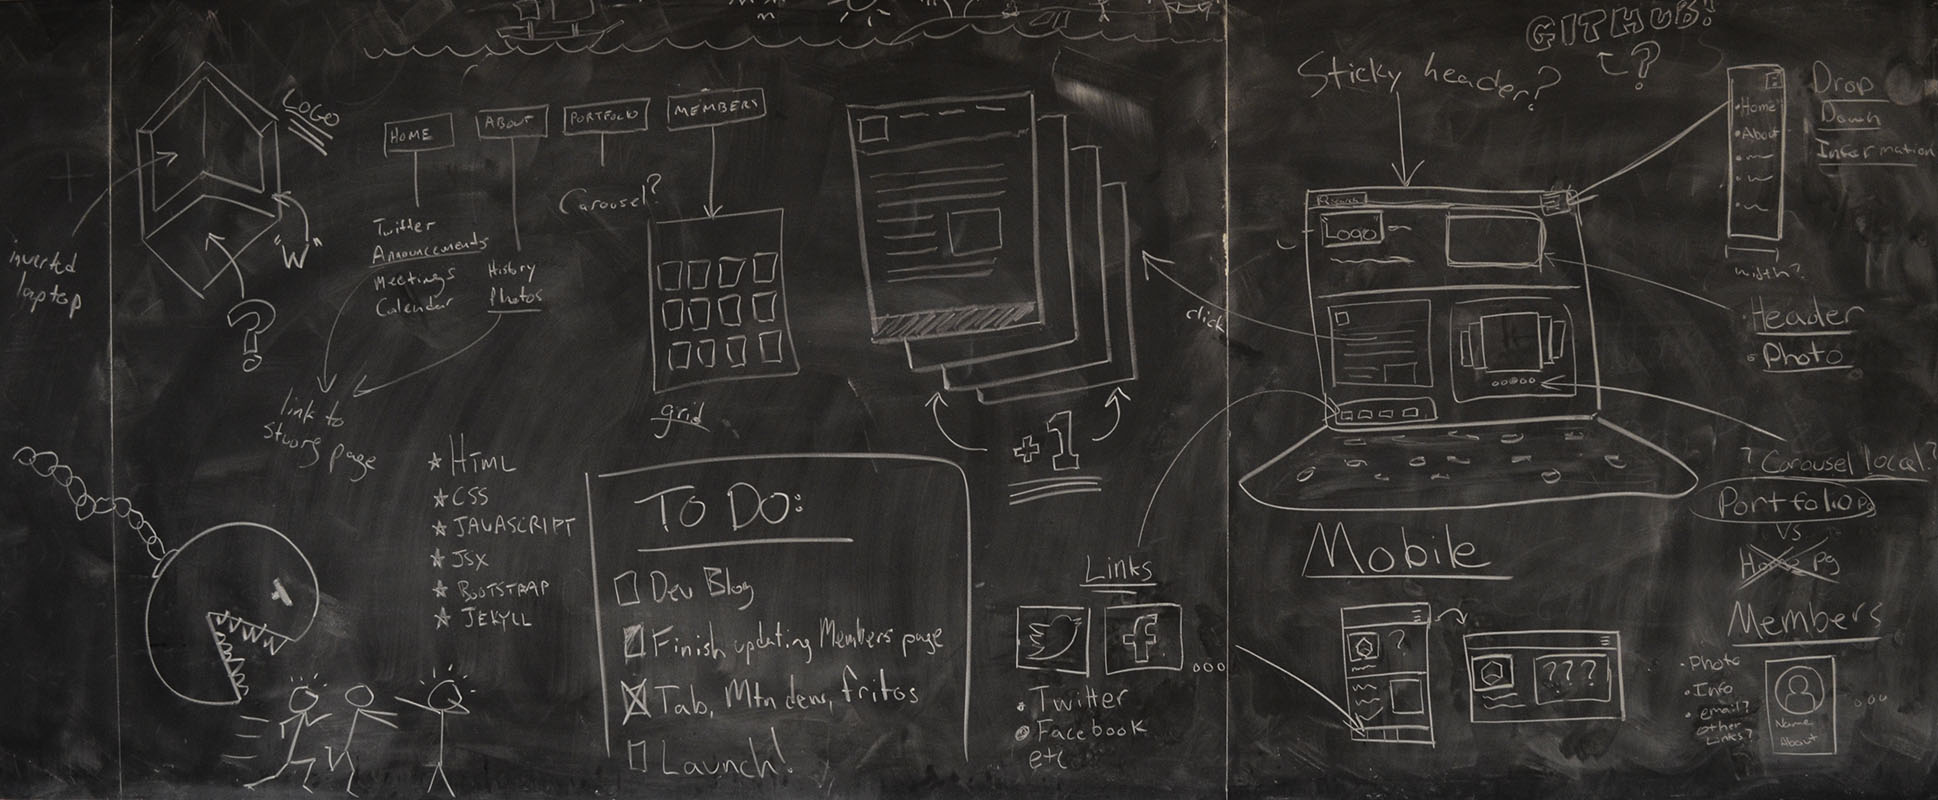 GITHUB!
?
Sticky header?
LOGO
HOME
ABOUT
PORTFOLIO
MEMBERS
Carousel?
Twitter
Announcements
Meetings
Calendar
History
Photos
inverted
laptop
"W"
?
link to
grid
click
+1
Logo
Drop
Down
Information
Home
About
width?
Header
Photo
? Carousel local?
Portfolio pg
vs
Home pg
HTML
CSS
JAVASCRIPT
JSX
BOOTSTRAP
JEKYLL
TO DO:
Dev Blog
Finish updating Members page
Tab, Mtn dew, fritos
Launch!
Links
f
Twitter
Facebook
etc
Mobile
?
???
Members
Photo
Info
email?
other
Links?
Name
About